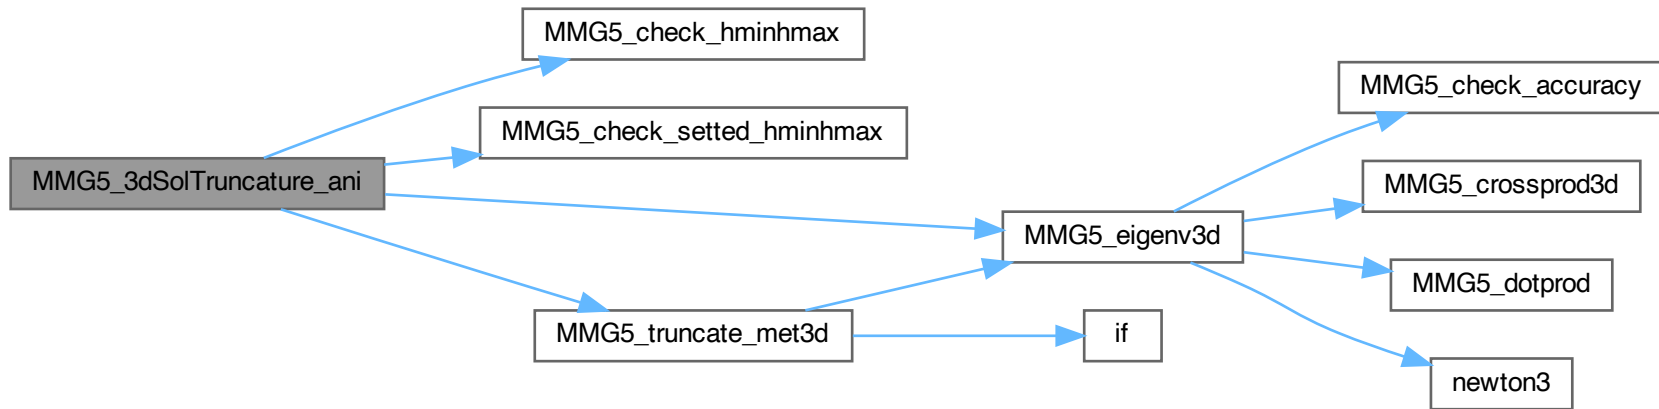 MMG5_3dSolTruncature_ani
MMG5_check_hminhmax
MMG5_check_setted_hminhmax
MMG5_truncate_met3d
MMG5_eigenv3d
if
MMG5_check_accuracy
MMG5_crossprod3d
MMG5_dotprod
newton3